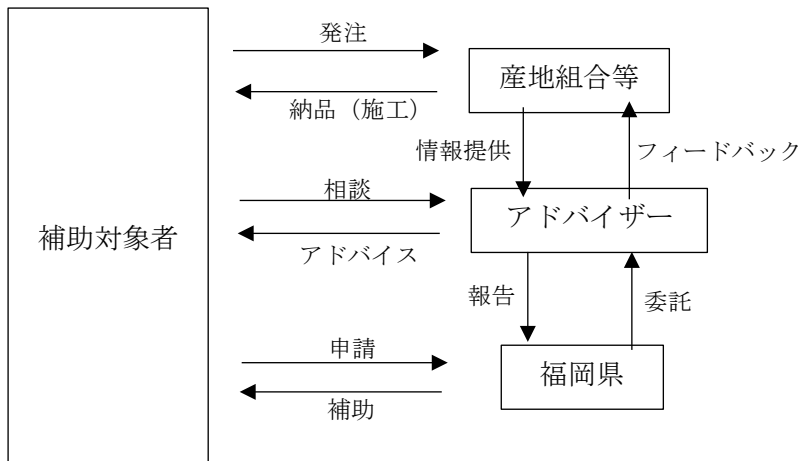 発注
産地組合等
納品（施工）
情報提供
フィードバック
相談
アドバイザー
補助対象者
アドバイス
報告
委託
申請
福岡県
補助